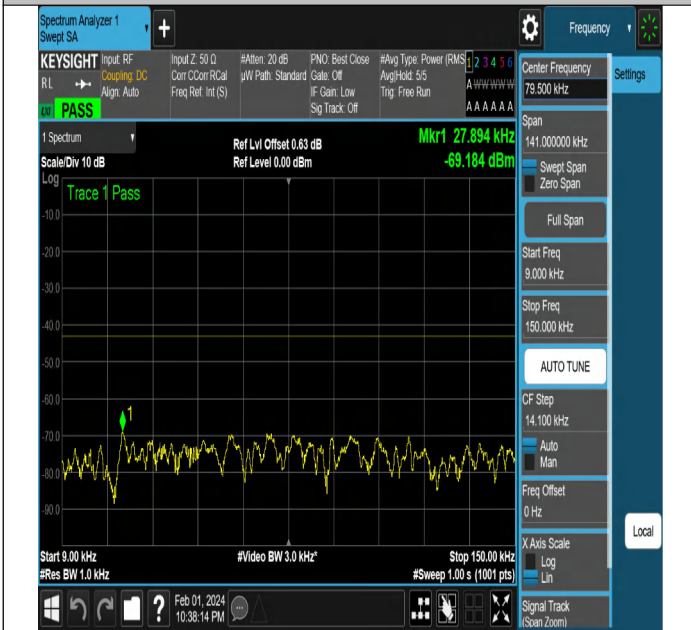 Spectrum Analyzer 1
Swept SA
Frequency
KEYSIGHT
RL
LXI PASS
Input: RF
Coupling: DC
Align: Auto
Input Z: 50 Ω
Corr CCorr RCal
Freq Ref: Int (S)
#Atten: 20 dB
µW Path: Standard
PNO: Best Close
Gate: Off
IF Gain: Low
Sig Track: Off
#Avg Type: Power (RMS
Avg|Hold: 5/5
Trig: Free Run
1 2 3 4 5 6
A W W W W W
A A A A A A
1 Spectrum
Scale/Div 10 dB
Log
Ref Lvl Offset 0.63 dB
Ref Level 0.00 dBm
Mkr1 27.894 kHz
-69.184 dBm
Trace 1 Pass
-10.0
-20.0
-30.0
-40.0
-50.0
-60.0
-70.0
-80.0
-90.0
1
Start 9.00 kHz
#Res BW 1.0 kHz
#Video BW 3.0 kHz*
Stop 150.00 kHz
#Sweep 1.00 s (1001 pts)
?
Feb 01, 2024
10:38:14 PM
Center Frequency
79.500 kHz
Settings
Span
141.000000 kHz
Swept Span
Zero Span
Full Span
Start Freq
9.000 kHz
Stop Freq
150.000 kHz
AUTO TUNE
CF Step
14.100 kHz
Auto
Man
Freq Offset
0 Hz
X Axis Scale
Log
Lin
Signal Track
(Span Zoom)
Local